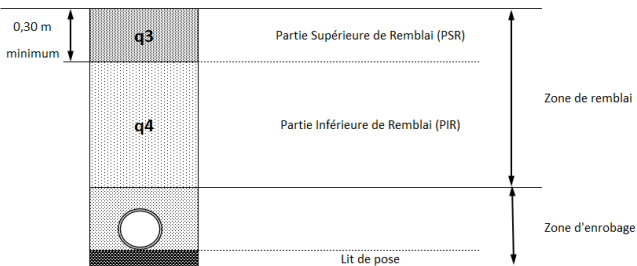 0,30 m
minimum
q3
Partie Supérieure de Remblai (PSR)
Zone de remblai
q4
Partie Inférieure de Remblai (PIR)
Zone d'enrobage
Lit de pose